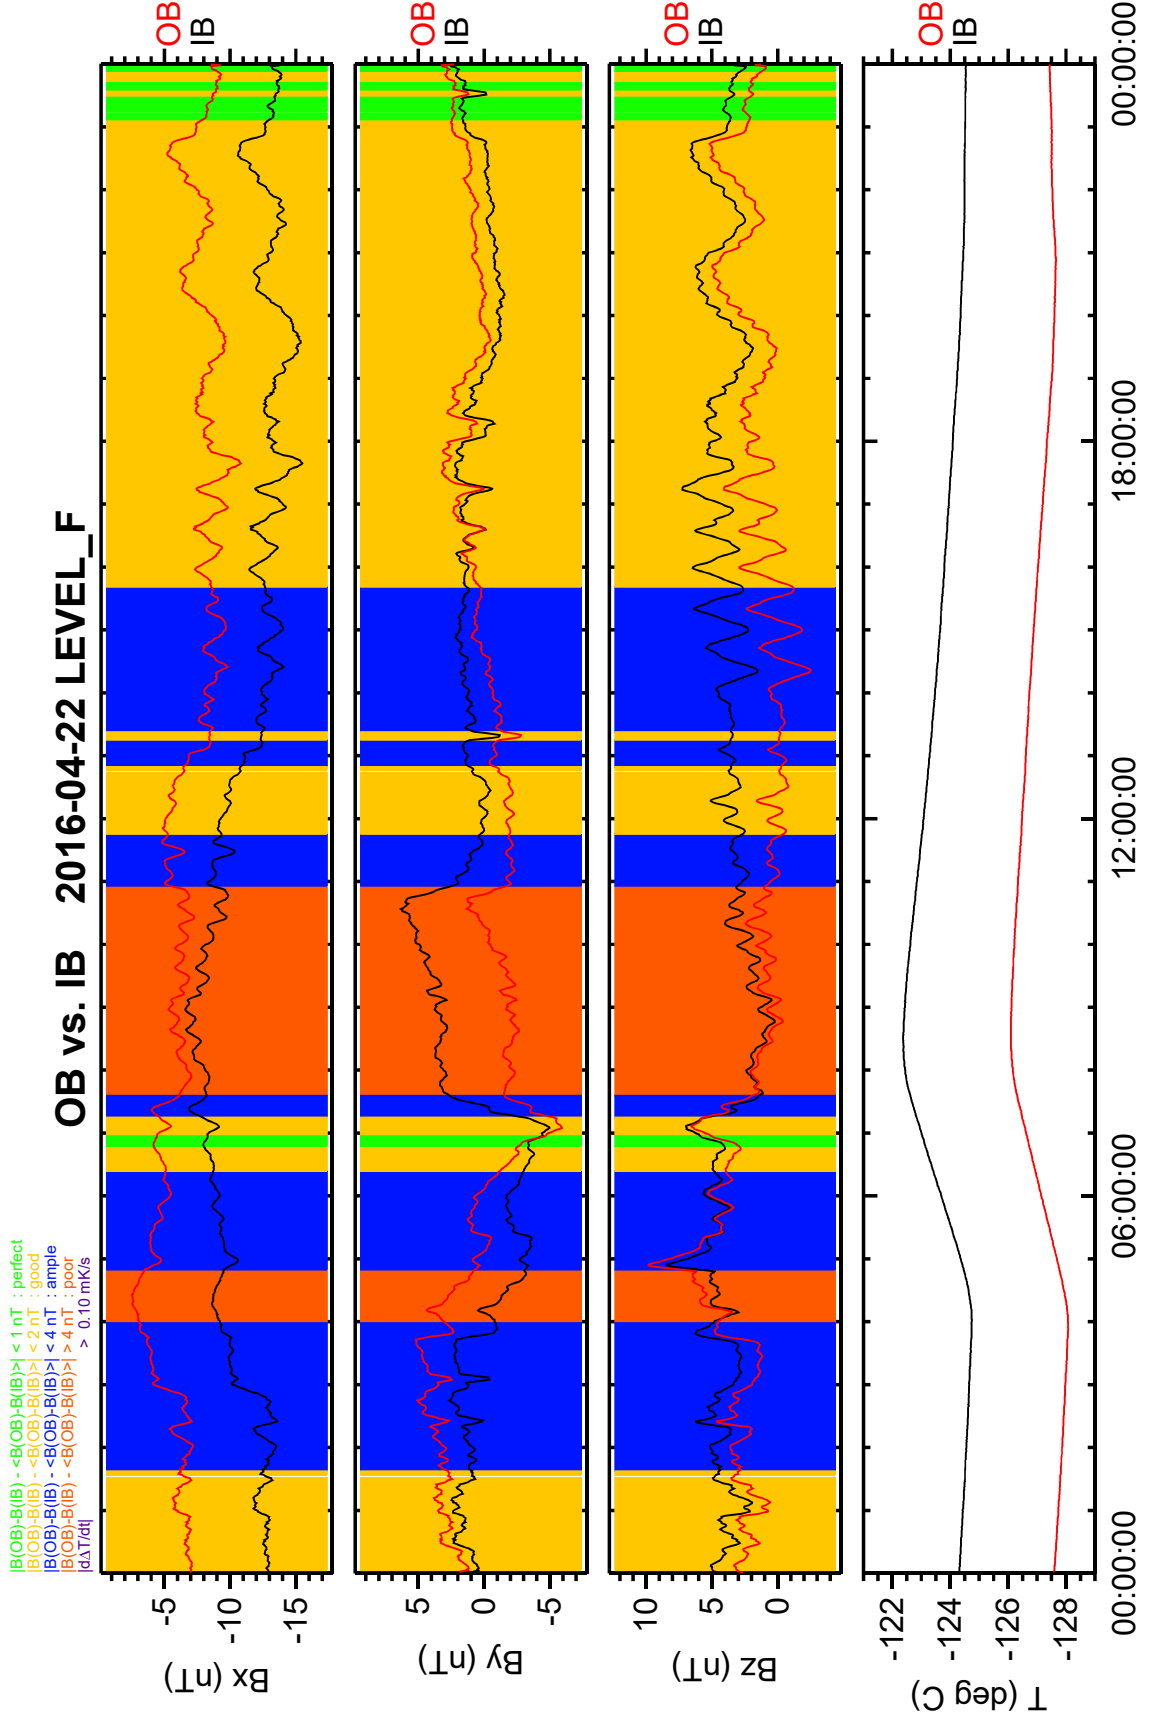 OB vs. IB 2016-04-22 LEVEL_F
|B(OB)-B(IB) - <B(OB)-B(IB)>| < 1 nT : perfect
|B(OB)-B(IB) - <B(OB)-B(IB)>| < 2 nT : good
|B(OB)-B(IB) - <B(OB)-B(IB)>| < 4 nT : ample
|B(OB)-B(IB) - <B(OB)-B(IB)>| > 4 nT : poor
|dΔT/dt| > 0.10 mK/s
Bx (nT)
-5
-10
-15
OB
IB
By (nT)
5
0
-5
OB
IB
Bz (nT)
10
5
0
OB
IB
T (deg C)
-122
-124
-126
-128
OB
IB
00:00:00
06:00:00
12:00:00
18:00:00
00:00:00